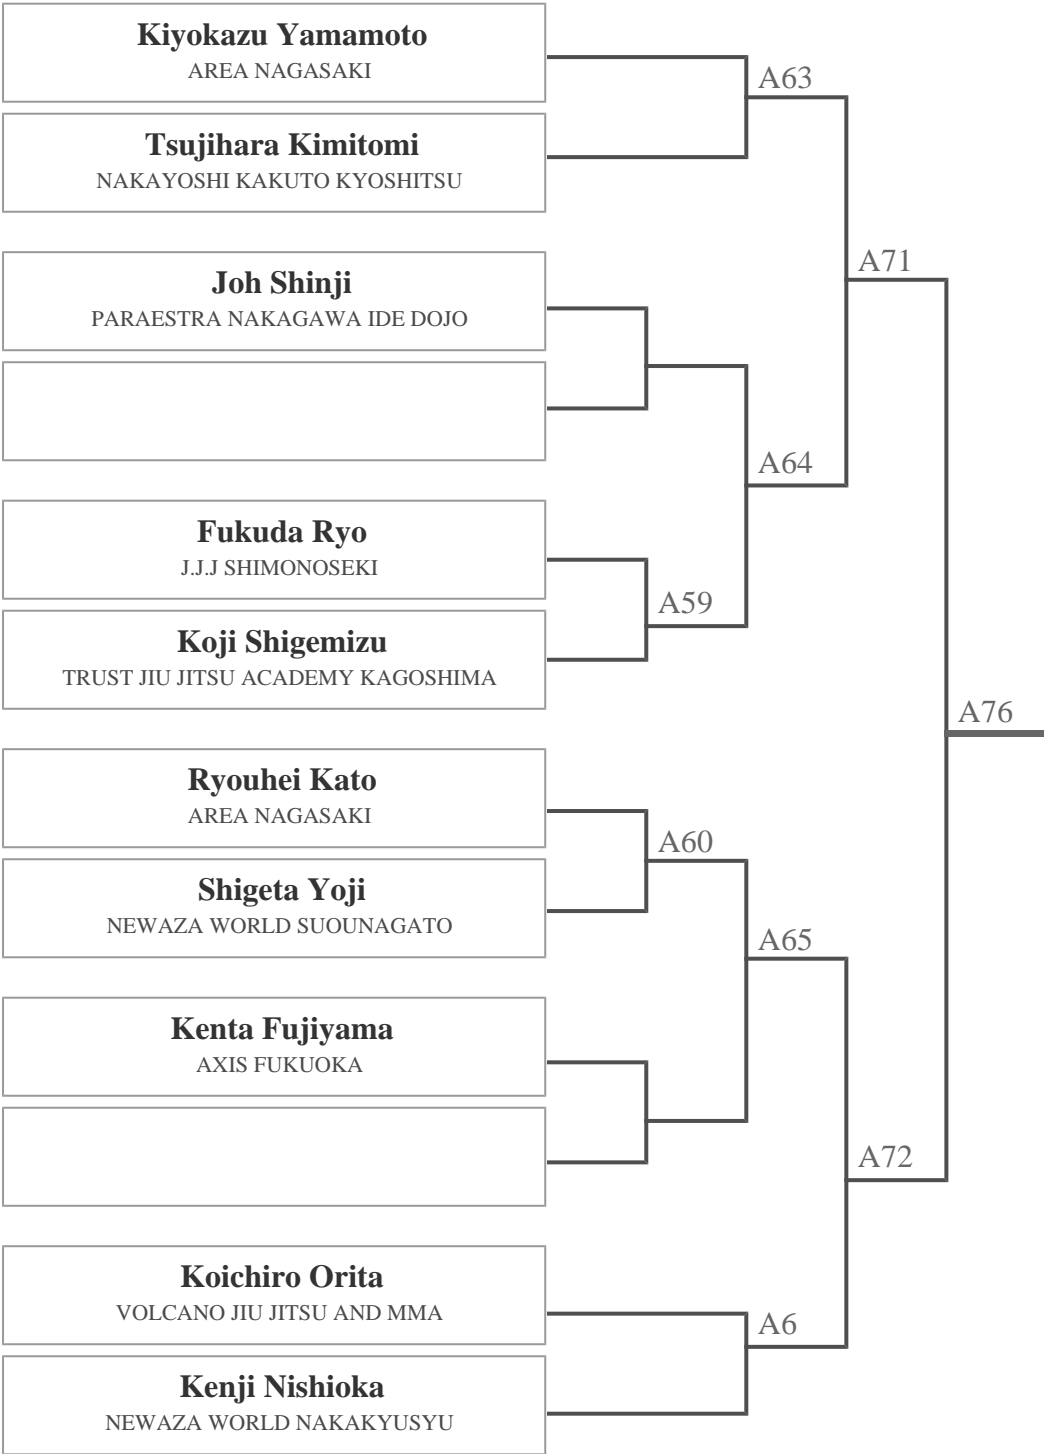 Kiyokazu Yamamoto
AREA NAGASAKI
A63
Tsujihara Kimitomi
NAKAYOSHI KAKUTO KYOSHITSU
A71
Joh Shinji
PARAESTRA NAKAGAWA IDE DOJO
A64
Fukuda Ryo
J.J.J SHIMONOSEKI
A59
Koji Shigemizu
TRUST JIU JITSU ACADEMY KAGOSHIMA
A76
Ryouhei Kato
AREA NAGASAKI
A60
Shigeta Yoji
NEWAZA WORLD SUOUNAGATO
A65
Kenta Fujiyama
AXIS FUKUOKA
A72
Koichiro Orita
VOLCANO JIU JITSU AND MMA
A6
Kenji Nishioka
NEWAZA WORLD NAKAKYUSYU